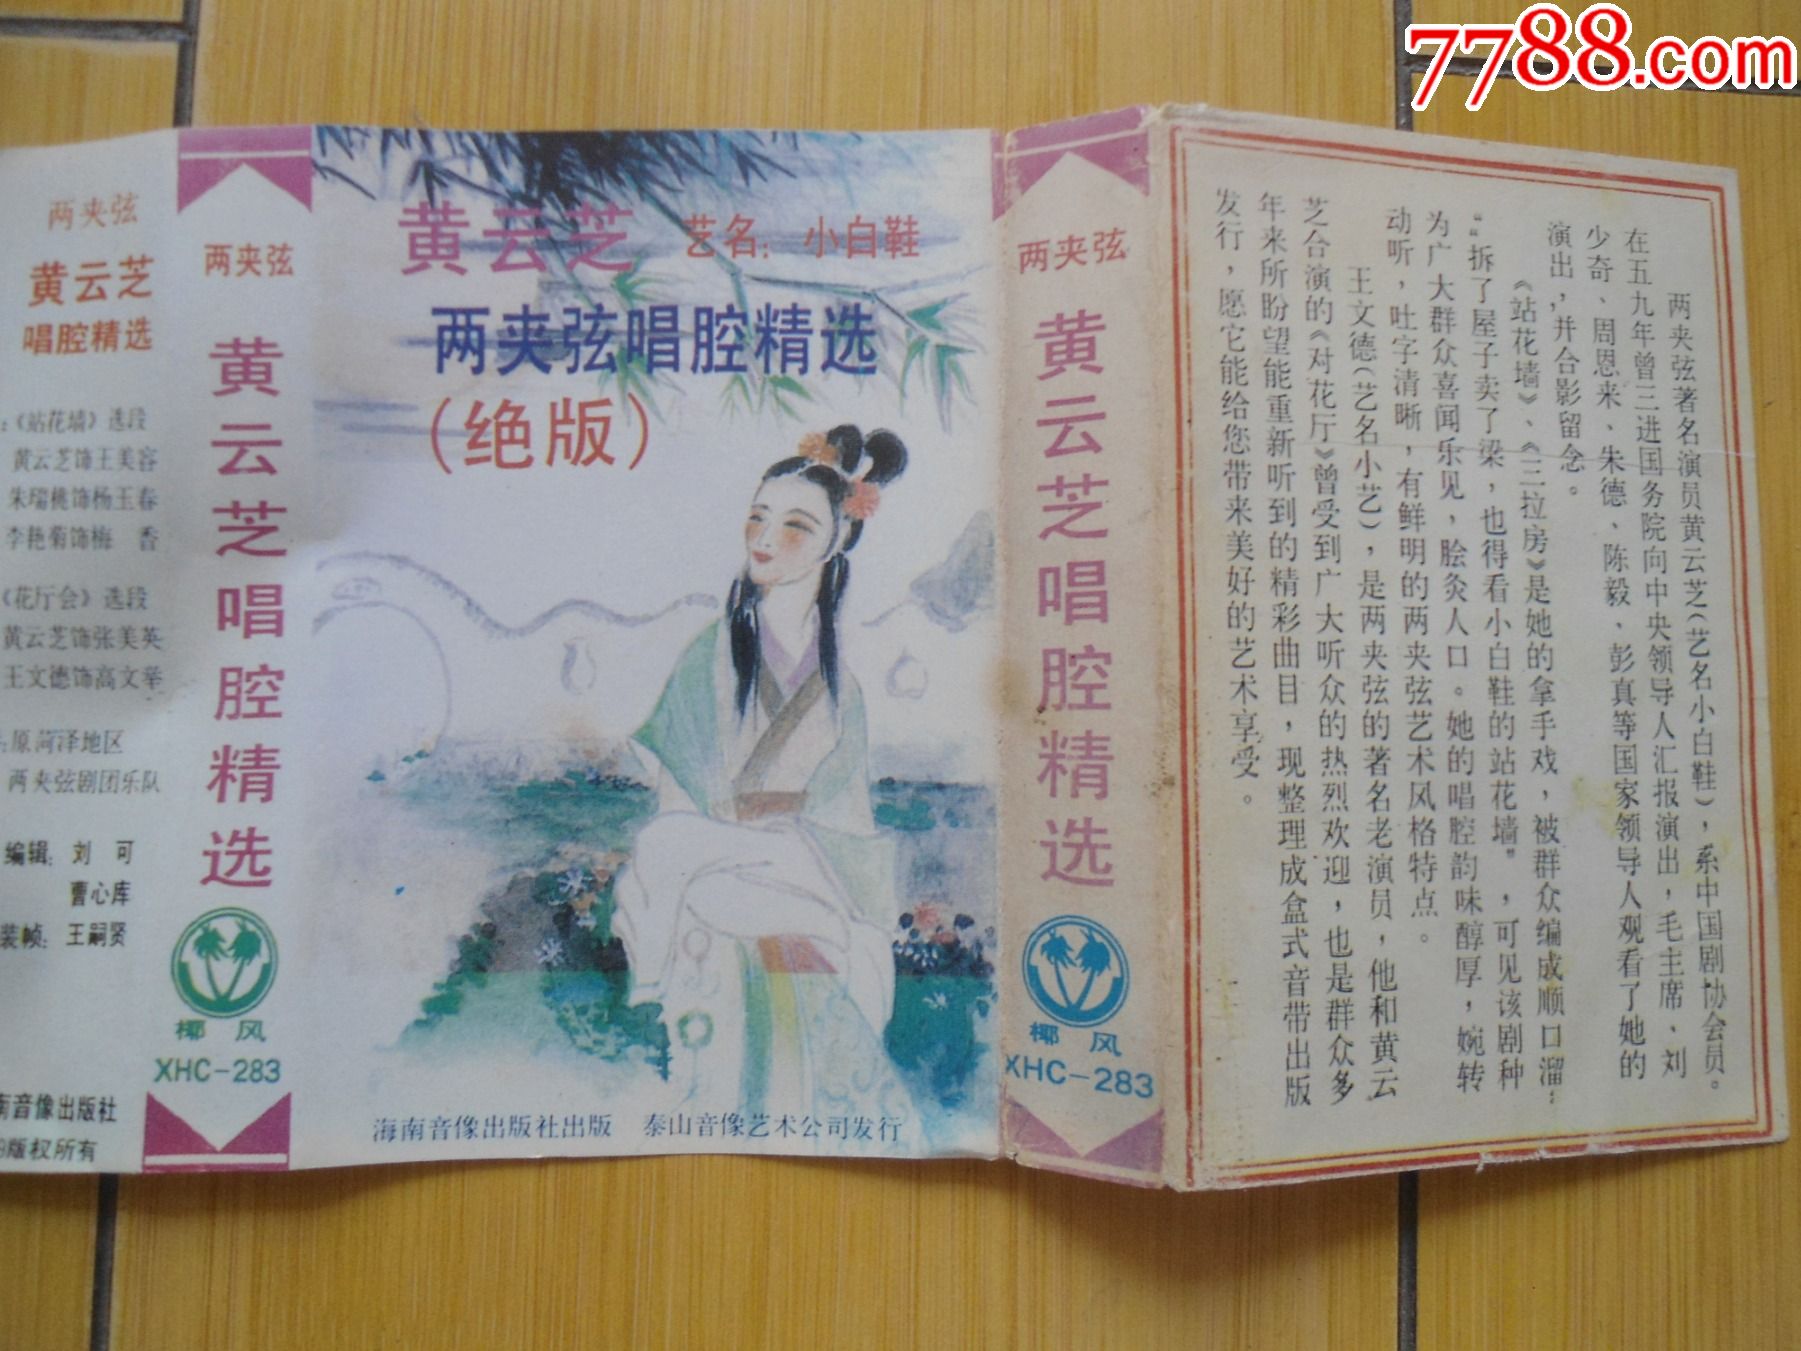 7788.com
两夹弦
黄云芝
唱腔精选
:《站花墙》选段
黄云芝饰王美容
朱瑞桃饰杨玉春
李艳菊饰梅 香
《花厅会》选段
黄云芝饰张美英
王文德饰高文举
:原菏泽地区
两夹弦剧团乐队
编辑: 刘 可
曹心库
装帧: 王嗣贤
南音像出版社
版权所有
两夹弦
黄云芝唱腔精选
椰风
XHC-283
黄云芝 艺名: 小白鞋
两夹弦唱腔精选
(绝版)
海南音像出版社出版 泰山音像艺术公司发行
两夹弦
黄云芝唱腔精选
椰风
XHC-283
两夹弦著名演员黄云芝(艺名小白鞋),系中国剧协会员。
在五九年曾三进国务院向中央领导人汇报演出,毛主席、刘
少奇、周恩来、朱德、陈毅、彭真等国家领导人观看了她的
演出,并合影留念。
《站花墙》、《三拉房》是她的拿手戏,被群众编成顺口溜:
“拆了屋子卖了梁,也得看小白鞋的站花墙”,可见该剧种
为广大群众喜闻乐见,脍炙人口。她的唱腔韵味醇厚,婉转
动听,吐字清晰,有鲜明的两夹弦艺术风格特点。
王文德(艺名小艺),是两夹弦的著名老演员,他和黄云
芝合演的《对花厅》曾受到广大听众的热烈欢迎,也是群众多
年来所盼望能重新听到的精彩曲目,现整理成盒式音带出版
发行,愿它能给您带来美好的艺术享受。